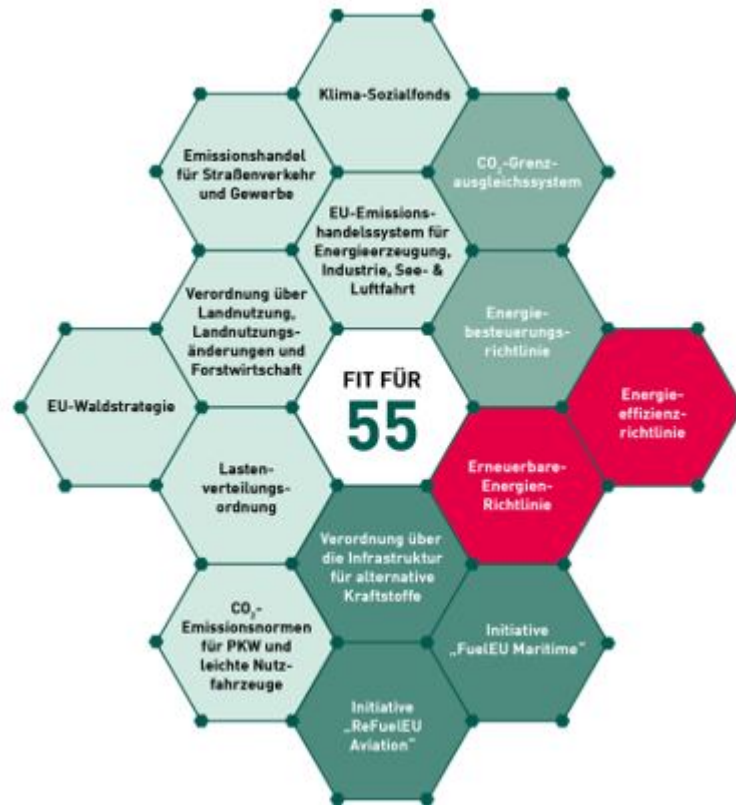 Klima-Sozialfonds
Emissionshandel
für Straßenverkehr
und Gewerbe
CO₂-Grenz-
ausgleichssystem
EU-Emissions-
handelssystem für
Energieerzeugung,
Industrie, See- &
Luftfahrt
Verordnung über
Landnutzung,
Landnutzungs-
änderungen und
Forstwirtschaft
Energie-
besteuerungs-
richtlinie
EU-Waldstrategie
FIT FÜR
55
Energie-
effizienz-
richtlinie
Lasten-
verteilungs-
ordnung
Erneuerbare-
Energien-
Richtlinie
Verordnung über
die Infrastruktur
für alternative
Kraftstoffe
CO₂-
Emissionsnormen
für PKW und
leichte Nutz-
fahrzeuge
Initiative
„FuelEU Maritime“
Initiative
„ReFuelEU
Aviation“